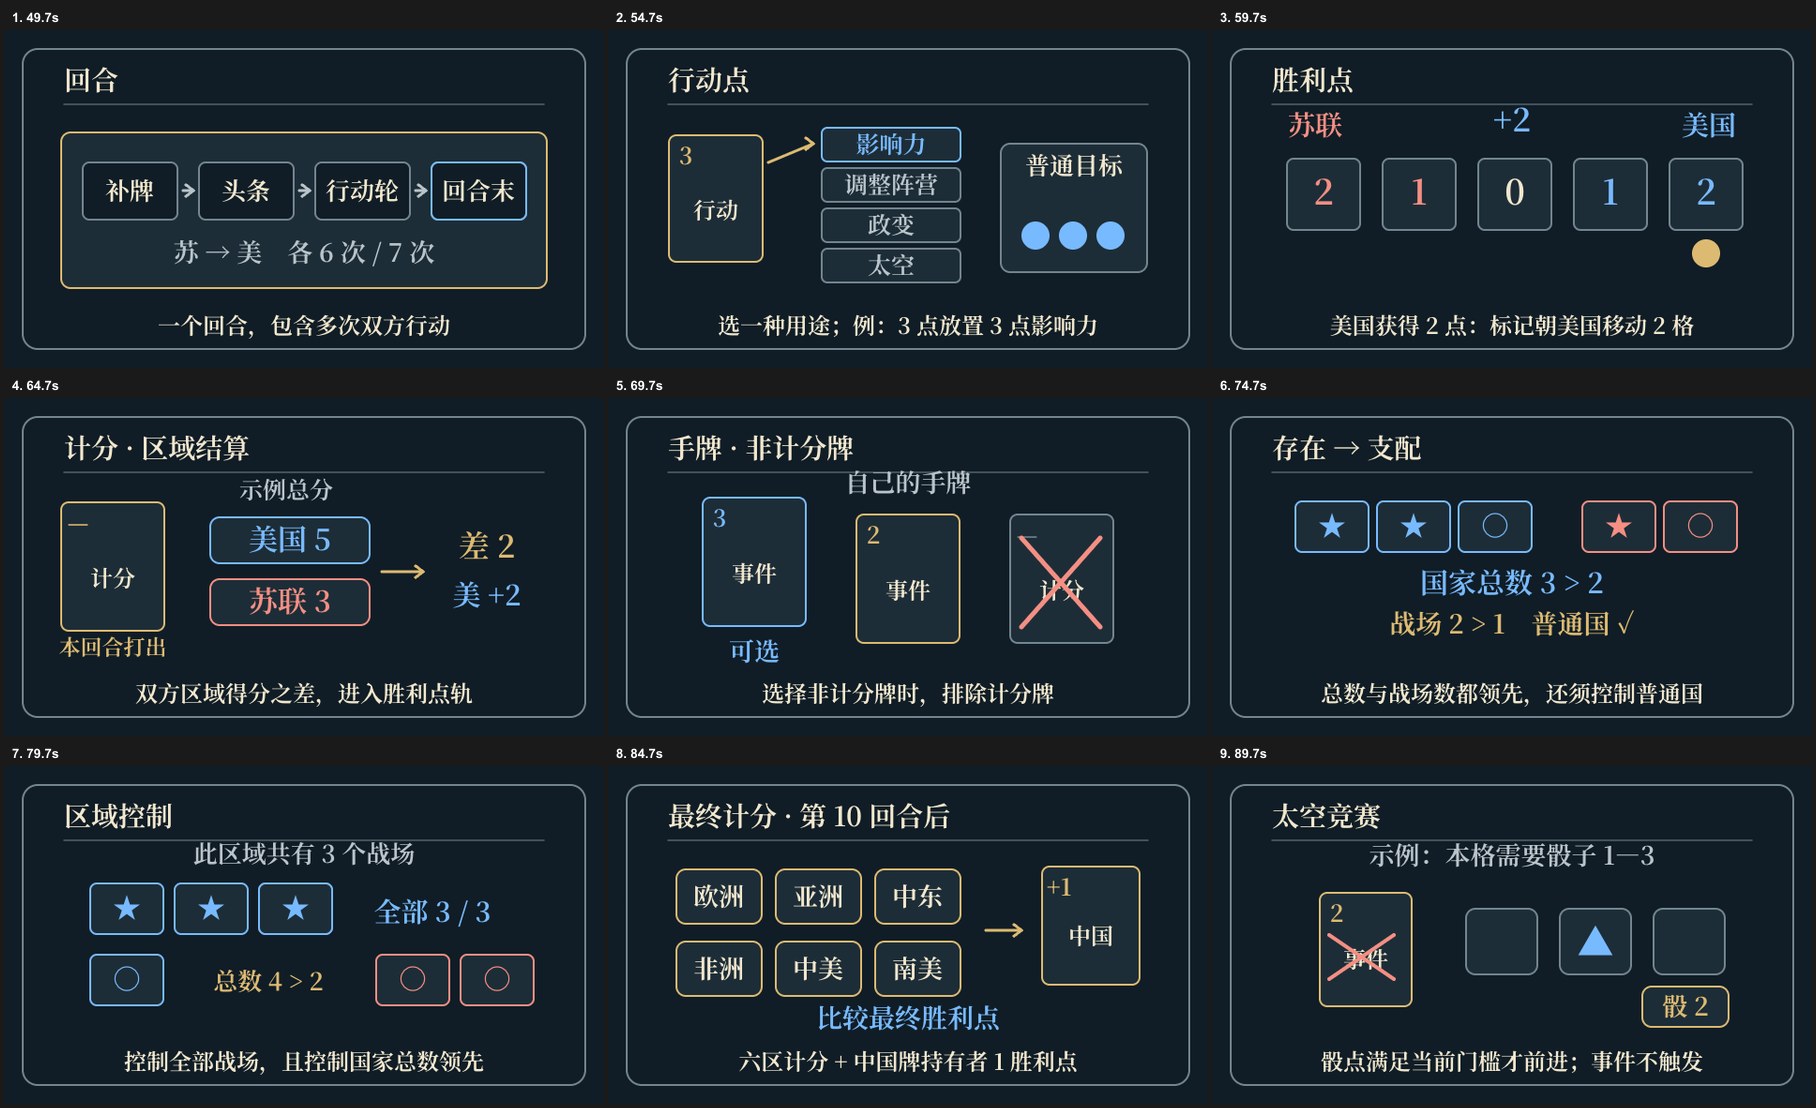 1. 49.7s
回合
补牌 → 头条 → 行动轮 → 回合末
苏 → 美 各 6 次 / 7 次
一个回合，包含多次双方行动
2. 54.7s
行动点
3
行动
影响力
调整阵营
政变
太空
普通目标
选一种用途；例：3 点放置 3 点影响力
3. 59.7s
胜利点
苏联 +2 美国
2 1 0 1 2
美国获得 2 点：标记朝美国移动 2 格
4. 64.7s
计分 · 区域结算
示例总分
—
计分
本回合打出
美国 5
苏联 3
差 2
美 +2
双方区域得分之差，进入胜利点轨
5. 69.7s
手牌 · 非计分牌
自己的手牌
3
事件
可选
2
事件
—
计分
选择非计分牌时，排除计分牌
6. 74.7s
存在 → 支配
★ ★ ○ ★ ○
国家总数 3 > 2
战场 2 > 1 普通国 √
总数与战场数都领先，还须控制普通国
7. 79.7s
区域控制
此区域共有 3 个战场
★ ★ ★ 全部 3 / 3
○ 总数 4 > 2 ○ ○
控制全部战场，且控制国家总数领先
8. 84.7s
最终计分 · 第 10 回合后
欧洲 亚洲 中东
非洲 中美 南美
+1
中国
比较最终胜利点
六区计分 + 中国牌持有者 1 胜利点
9. 89.7s
太空竞赛
示例：本格需要骰子 1—3
2
事件
骰 2
骰点满足当前门槛才前进；事件不触发